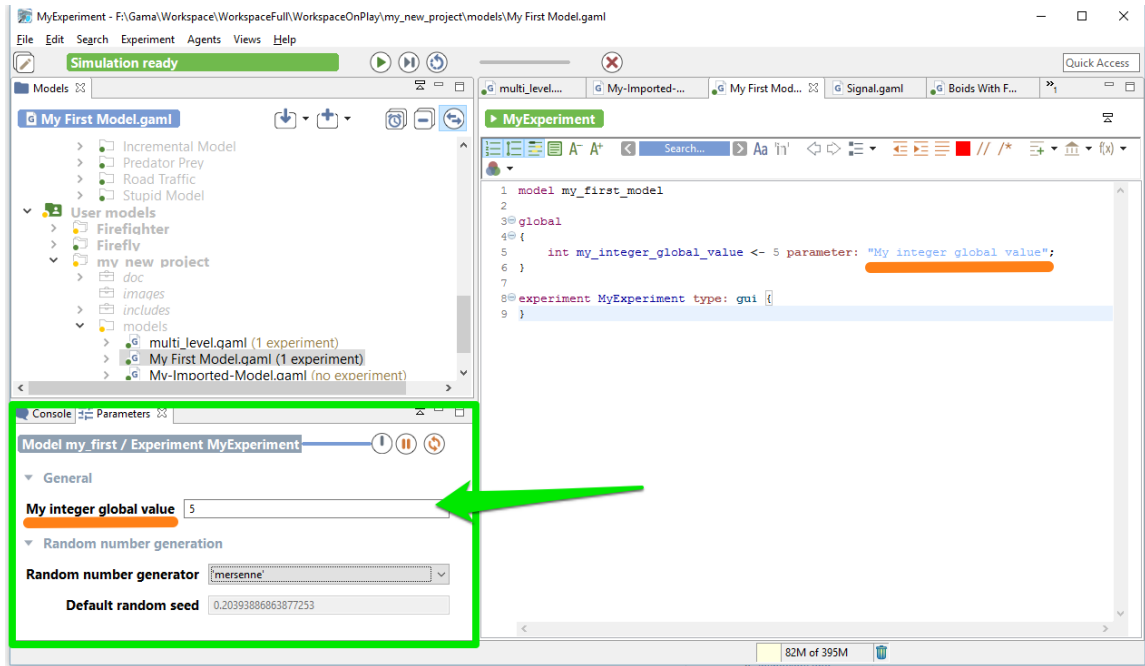 MyExperiment - F:\Gama\Workspace\WorkspaceFull\WorkspaceOnPlay\my_new_project\models\My First Model.gaml
File Edit Search Experiment Agents Views Help
Simulation ready
Quick Access
Models
My First Model.gaml
Incremental Model
Predator Prey
Road Traffic
Stupid Model
User models
Firefighter
Firefly
my_new_project
doc
images
includes
models
multi_level.gaml (1 experiment)
My First Model.gaml (1 experiment)
My-Imported-Model.gaml (no experiment)
multi_level....
My-Imported-...
My First Mod...
Signal.gaml
Boids With F...
»1
MyExperiment
A- A+ Search... Aa 'in' // /* f(x)
1 model my_first_model
2
3 global
4 {
5 int my_integer_global_value <- 5 parameter: "My integer global value";
6 }
7
8 experiment MyExperiment type: gui {
9 }
Console Parameters
Model my_first / Experiment MyExperiment
General
My integer global value 5
Random number generation
Random number generator 'mersenne'
Default random seed 0.20393886863877253
82M of 395M